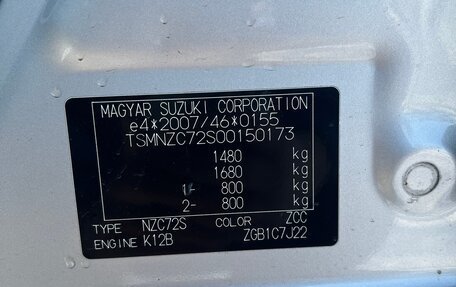 MAGYAR SUZUKI CORPORATION
e4*2007/46*0155
TSMNZC72S00150173
1480 kg
1680 kg
1- 800 kg
2- 800 kg
TYPE NZC72S COLOR ZCC
ENGINE K12B ZGB1C7J22